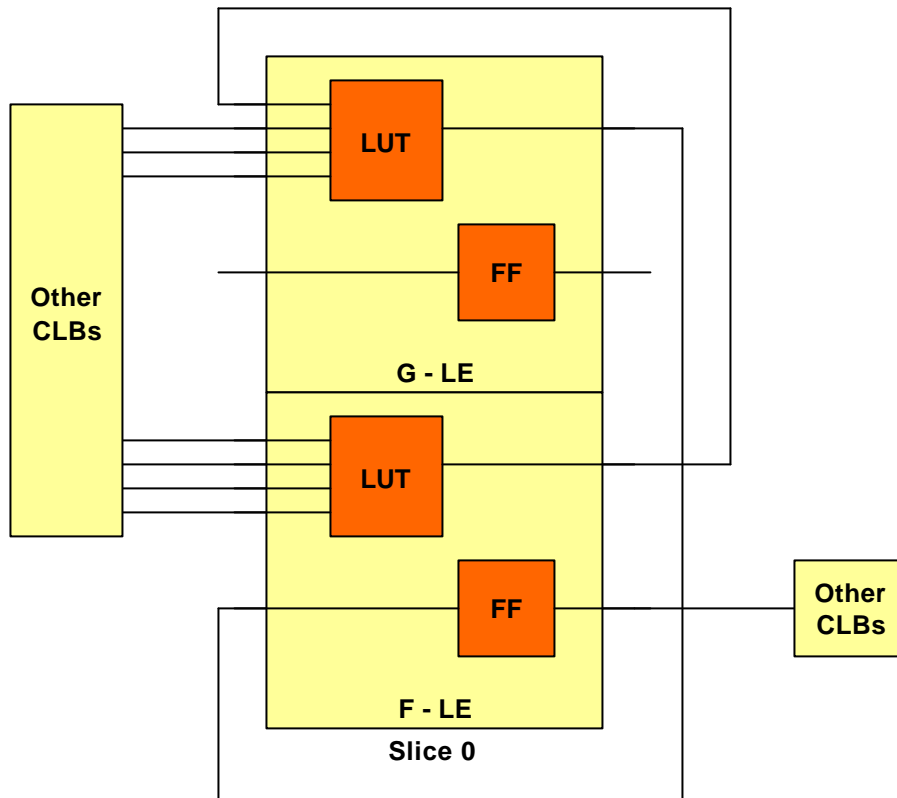 LUT
FF
Other
CLBs
G - LE
LUT
FF
Other
CLBs
F - LE
Slice 0